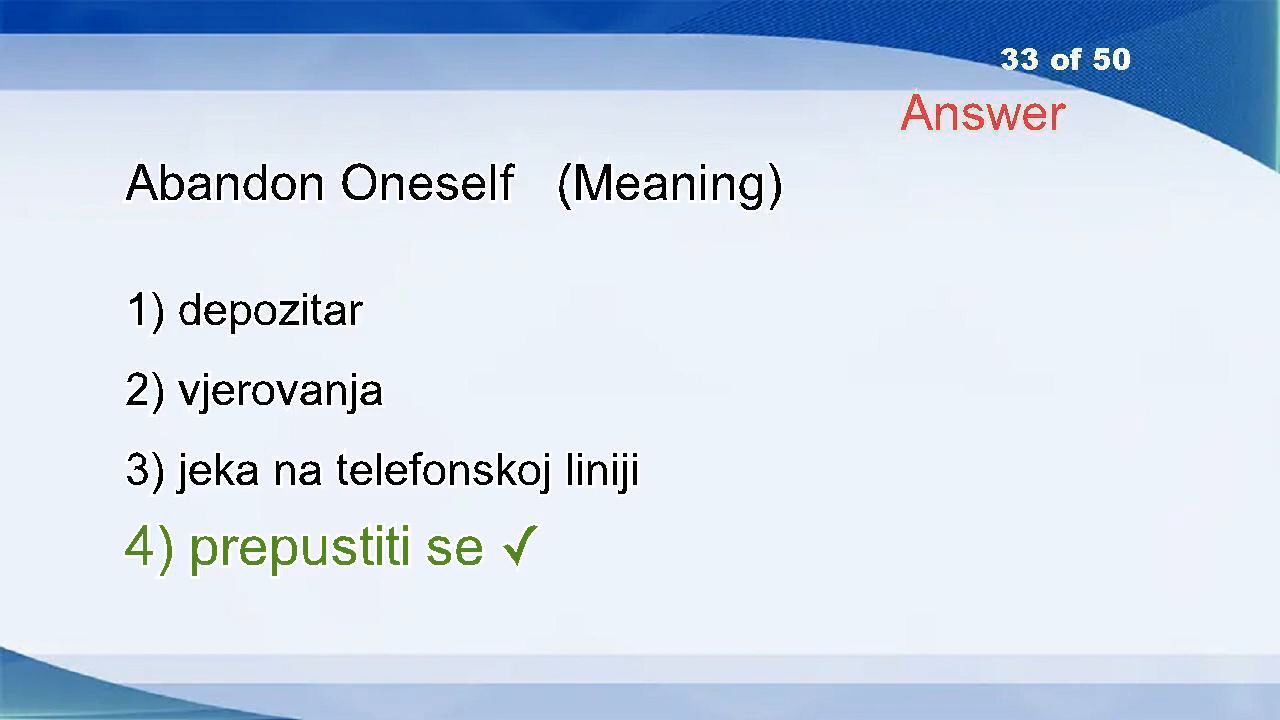 33 of 50
Answer
Abandon Oneself (Meaning)
1) depozitar
2) vjerovanja
3) jeka na telefonskoj liniji
4) prepustiti se ✓